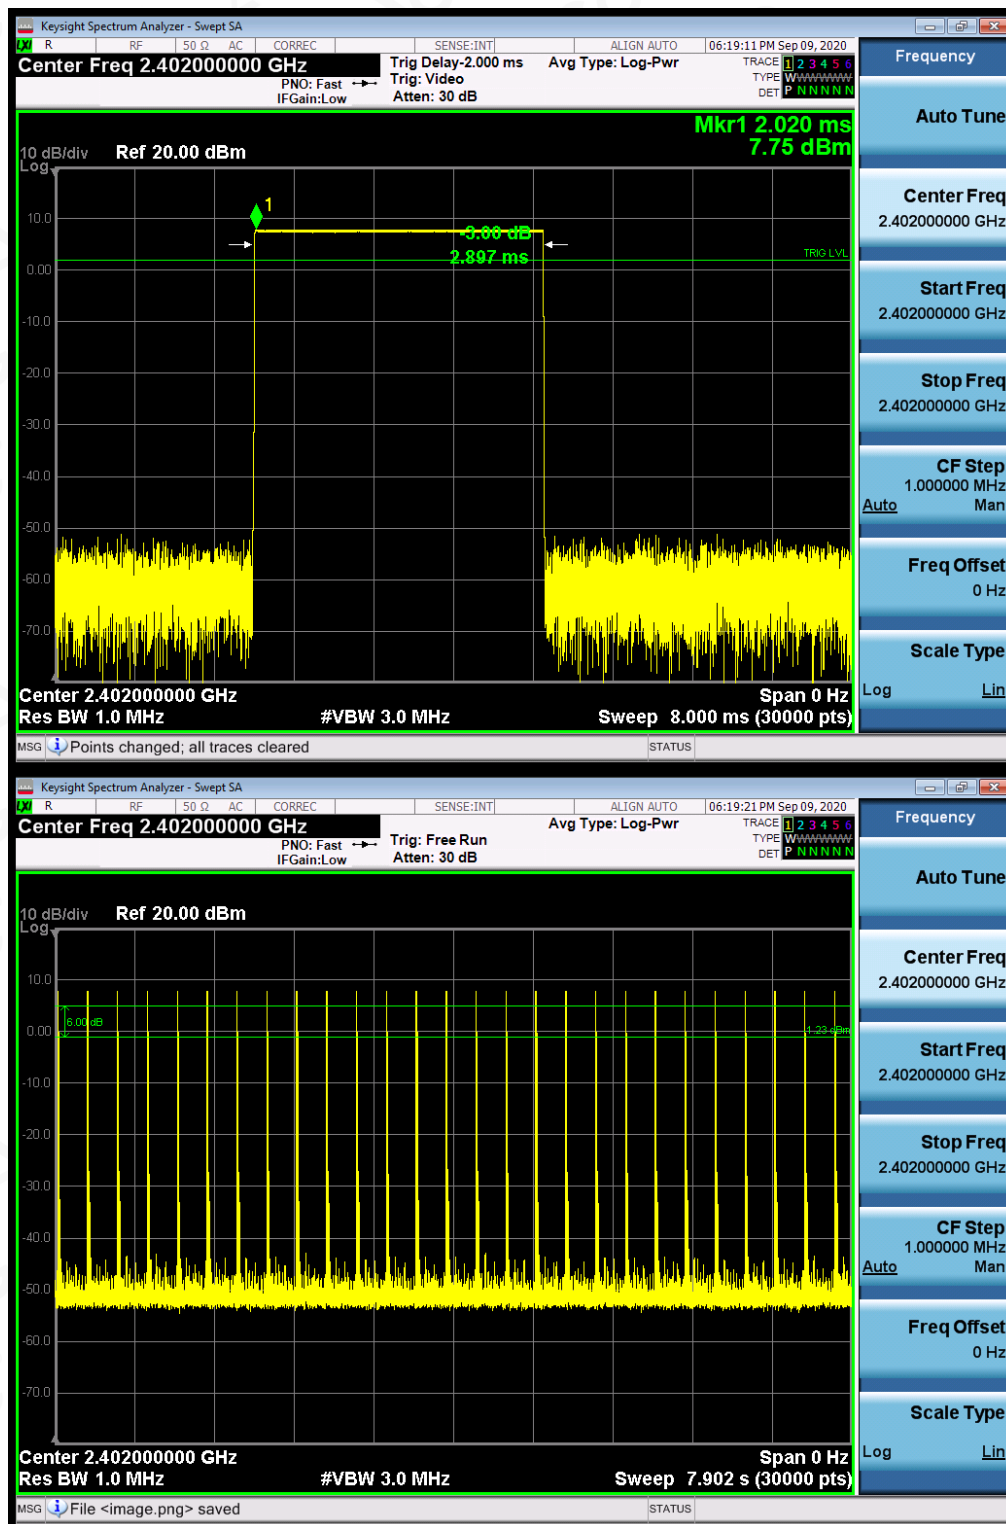 Keysight Spectrum Analyzer - Swept SA
LXI R RF 50 Ω AC CORREC SENSE:INT ALIGN AUTO 06:19:11 PM Sep 09, 2020
Center Freq 2.402000000 GHz
PNO: Fast
IFGain:Low
Trig Delay-2.000 ms
Trig: Video
Atten: 30 dB
Avg Type: Log-Pwr
TRACE 1 2 3 4 5 6
TYPE WWWWWW
DET P N N N N N
Mkr1 2.020 ms
7.75 dBm
10 dB/div Ref 20.00 dBm
Log
1
10.0
-3.00 dB
2.897 ms
TRIG LVL
0.00
-10.0
-20.0
-30.0
-40.0
-50.0
-60.0
-70.0
Center 2.402000000 GHz Span 0 Hz
Res BW 1.0 MHz #VBW 3.0 MHz Sweep 8.000 ms (30000 pts)
MSG Points changed; all traces cleared STATUS
Frequency
Auto Tune
Center Freq
2.402000000 GHz
Start Freq
2.402000000 GHz
Stop Freq
2.402000000 GHz
CF Step
1.000000 MHz
Auto Man
Freq Offset
0 Hz
Scale Type
Log Lin
Keysight Spectrum Analyzer - Swept SA
LXI R RF 50 Ω AC CORREC SENSE:INT ALIGN AUTO 06:19:21 PM Sep 09, 2020
Center Freq 2.402000000 GHz
PNO: Fast
IFGain:Low
Trig: Free Run
Atten: 30 dB
Avg Type: Log-Pwr
TRACE 1 2 3 4 5 6
TYPE WWWWWW
DET P N N N N N
10 dB/div Ref 20.00 dBm
Log
10.0
6.00 dB
0.00
-1.23 dBm
-10.0
-20.0
-30.0
-40.0
-50.0
-60.0
-70.0
Center 2.402000000 GHz Span 0 Hz
Res BW 1.0 MHz #VBW 3.0 MHz Sweep 7.902 s (30000 pts)
MSG File <image.png> saved STATUS
Frequency
Auto Tune
Center Freq
2.402000000 GHz
Start Freq
2.402000000 GHz
Stop Freq
2.402000000 GHz
CF Step
1.000000 MHz
Auto Man
Freq Offset
0 Hz
Scale Type
Log Lin